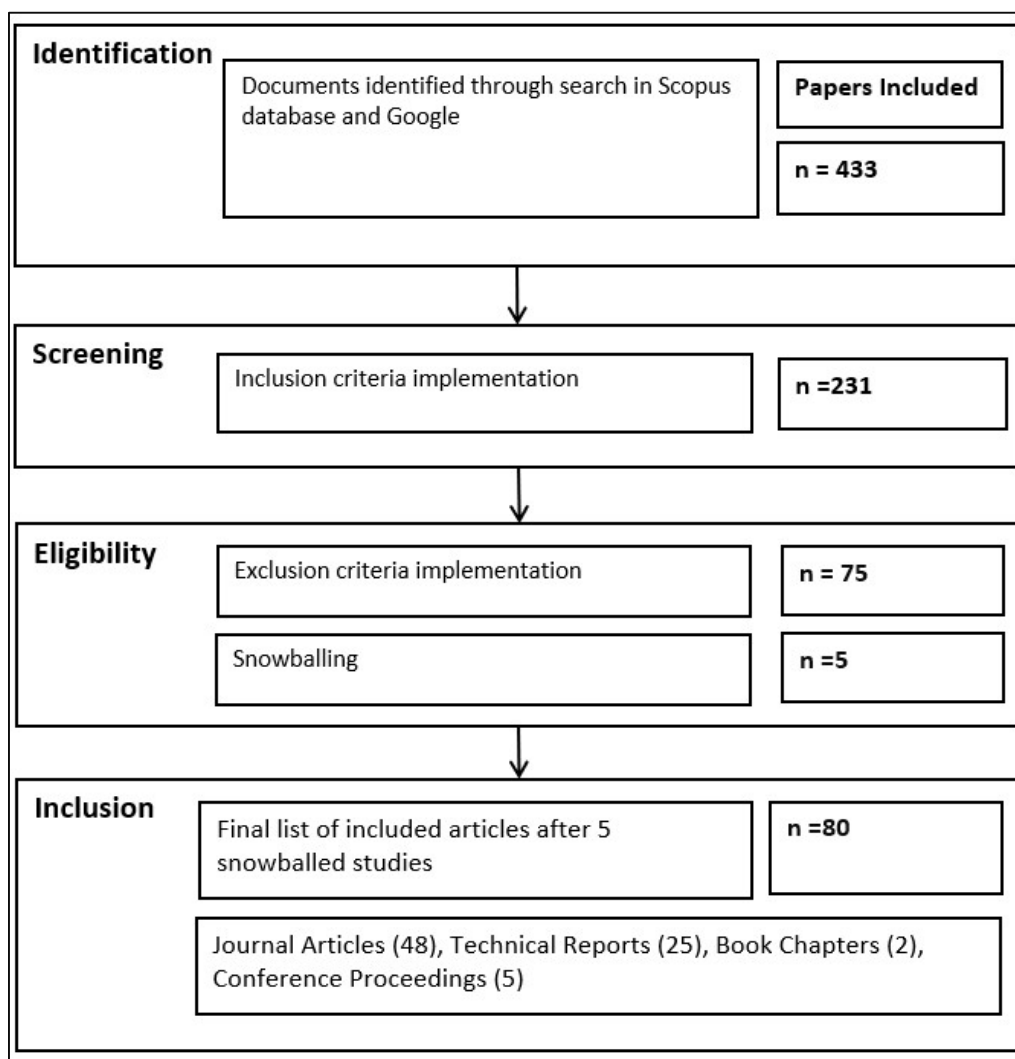 Identification
Documents identified through search in Scopus
database and Google
Papers Included
n = 433
Screening
Inclusion criteria implementation
n =231
Eligibility
Exclusion criteria implementation
n = 75
Snowballing
n =5
Inclusion
Final list of included articles after 5
snowballed studies
n =80
Journal Articles (48), Technical Reports (25), Book Chapters (2),
Conference Proceedings (5)